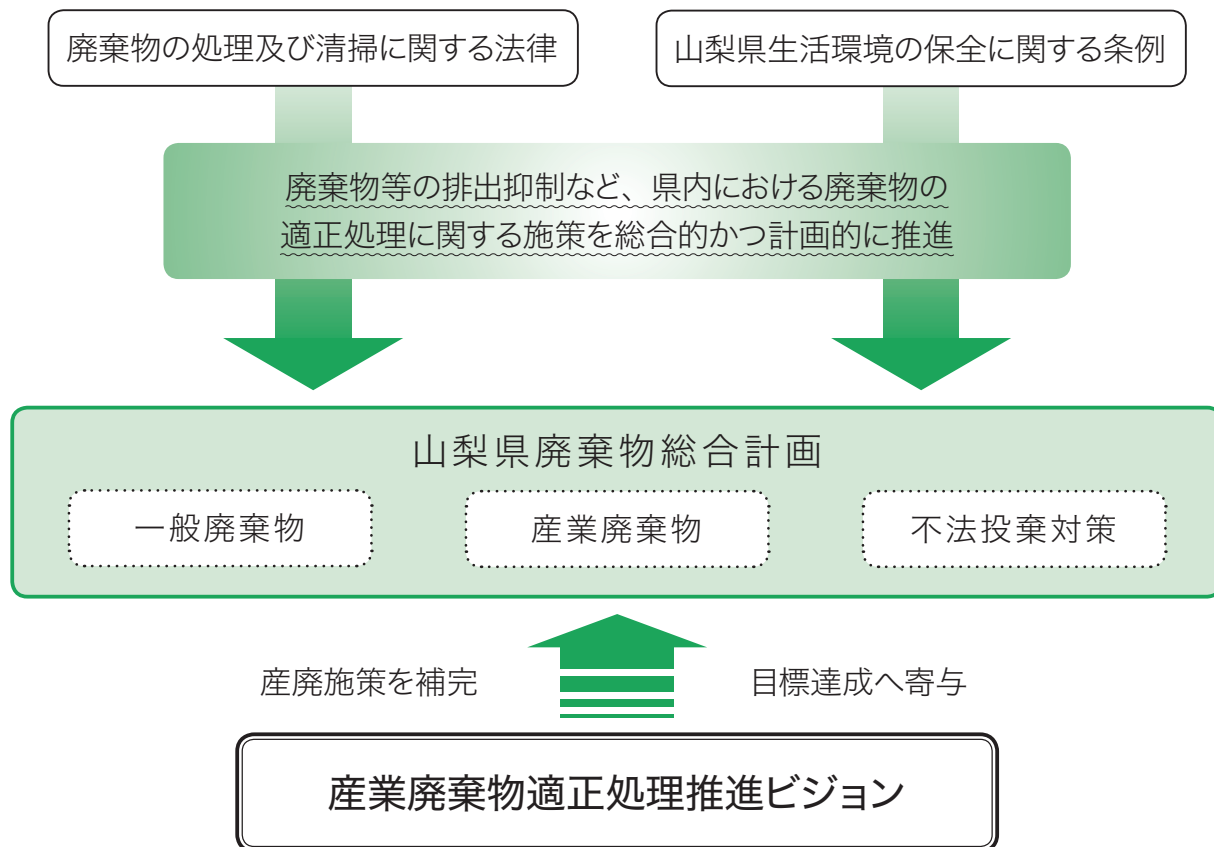 廃棄物の処理及び清掃に関する法律
山梨県生活環境の保全に関する条例
廃棄物等の排出抑制など、県内における廃棄物の
適正処理に関する施策を総合的かつ計画的に推進
山梨県廃棄物総合計画
一般廃棄物
産業廃棄物
不法投棄対策
産廃施策を補完
目標達成へ寄与
産業廃棄物適正処理推進ビジョン